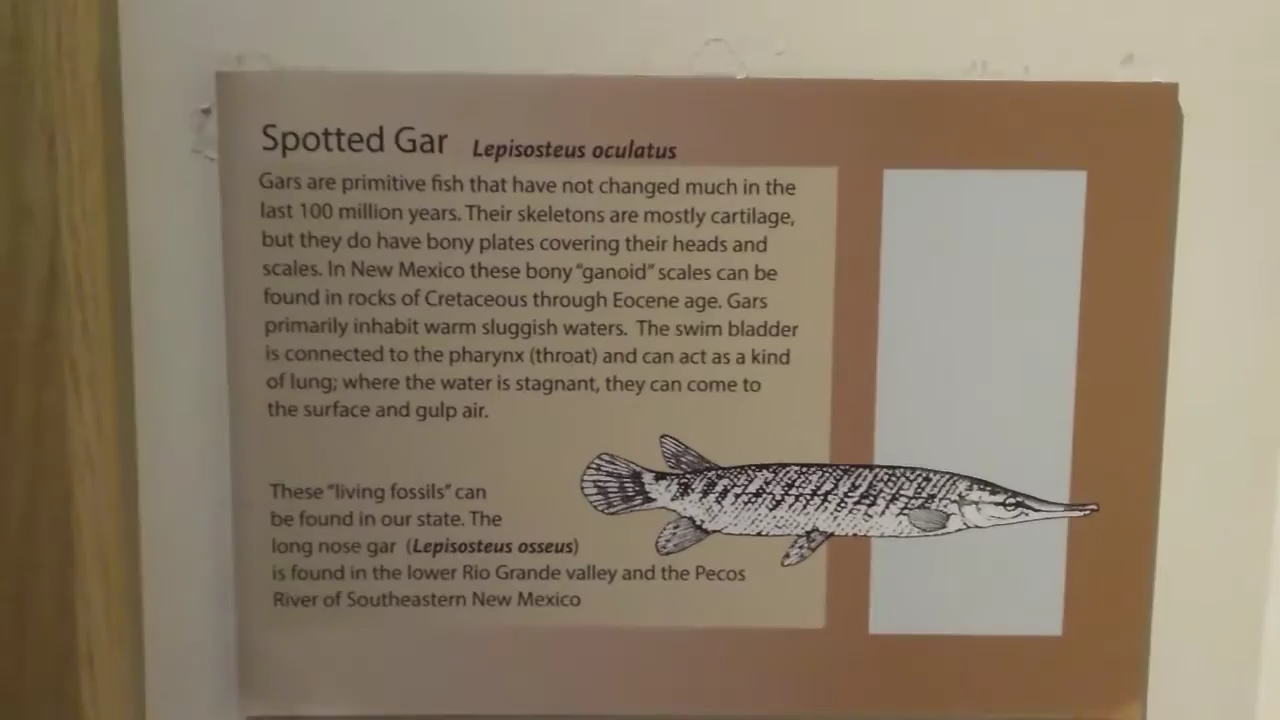 Spotted Gar Lepisosteus oculatus
Gars are primitive fish that have not changed much in the
last 100 million years. Their skeletons are mostly cartilage,
but they do have bony plates covering their heads and
scales. In New Mexico these bony "ganoid" scales can be
found in rocks of Cretaceous through Eocene age. Gars
primarily inhabit warm sluggish waters. The swim bladder
is connected to the pharynx (throat) and can act as a kind
of lung; where the water is stagnant, they can come to
the surface and gulp air.
These "living fossils" can
be found in our state. The
long nose gar (Lepisosteus osseus)
is found in the lower Rio Grande valley and the Pecos
River of Southeastern New Mexico